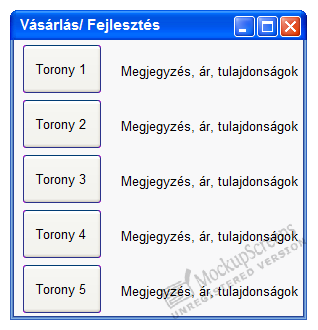 Vásárlás/ Fejlesztés
Torony 1 Megjegyzés, ár, tulajdonságok
Torony 2 Megjegyzés, ár, tulajdonságok
Torony 3 Megjegyzés, ár, tulajdonságok
Torony 4 Megjegyzés, ár, tulajdonságok
Torony 5 Megjegyzés, ár, tulajdonságok
MockupScreens
UNREGISTERED VERSION